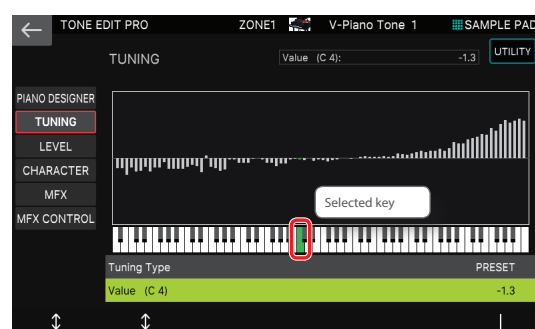 TONE EDIT PRO ZONE1 V-Piano Tone 1 SAMPLE PAD
TUNING Value (C 4): -1.3 UTILITY
PIANO DESIGNER
TUNING
LEVEL
CHARACTER
MFX
MFX CONTROL
Selected key
Tuning Type PRESET
Value (C 4) -1.3